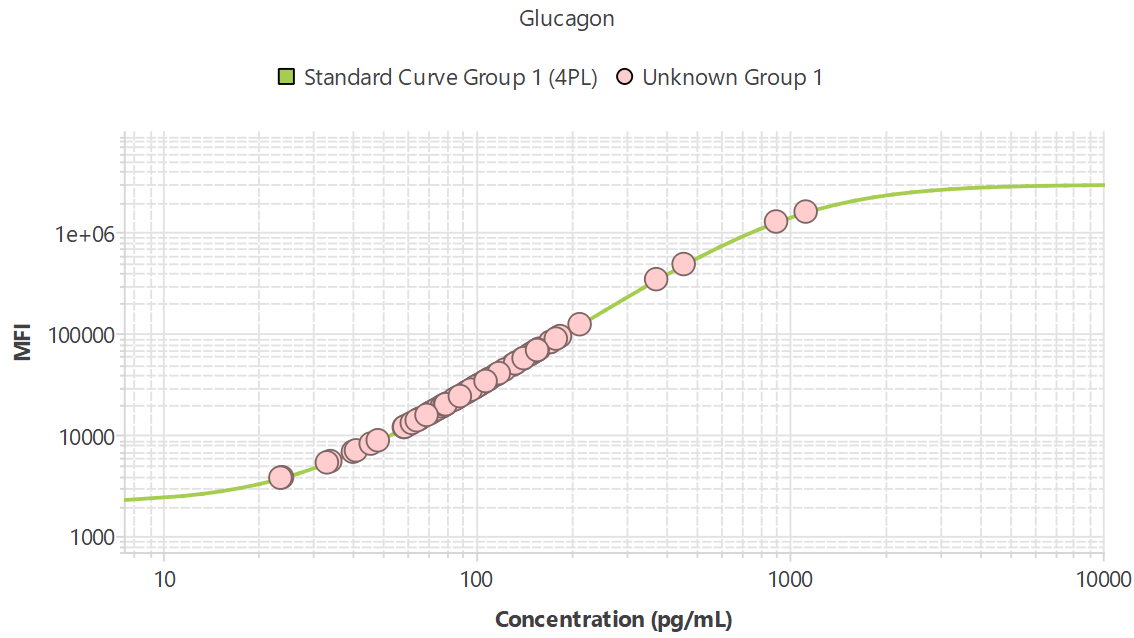 Glucagon
Standard Curve Group 1 (4PL) Unknown Group 1
1e+06
100000
10000
1000
MFI
10 100 1000 10000
Concentration (pg/mL)